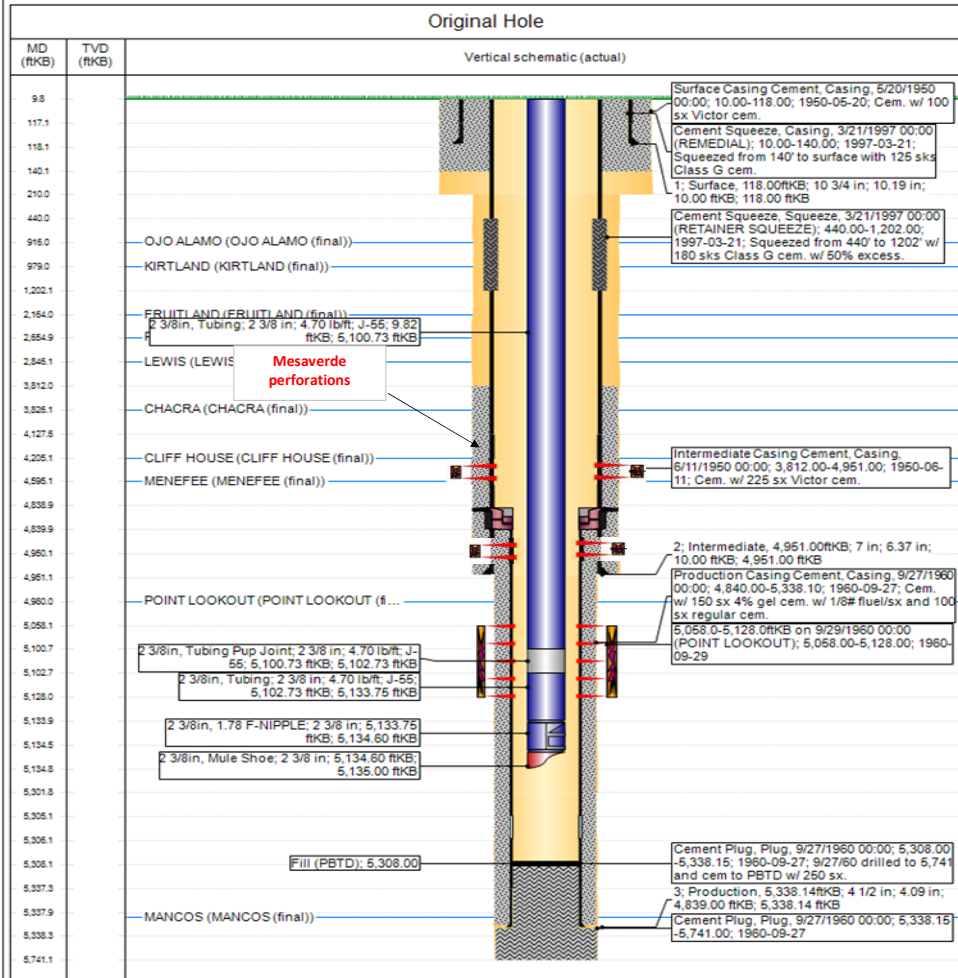 Original Hole
MD
(ftKB)
TVD
(ftKB)
Vertical schematic (actual)
9.8
117.1
118.1
140.1
210.0
440.0
916.0
979.0
1,202.1
2,164.0
2,654.9
2,845.1
3,812.0
3,825.1
4,127.6
4,205.1
4,595.1
4,838.9
4,839.9
4,950.1
4,951.1
4,980.0
5,058.1
5,100.7
5,102.7
5,128.0
5,133.9
5,134.5
5,134.8
5,301.8
5,305.1
5,306.1
5,308.1
5,337.3
5,337.9
5,338.3
5,741.1
OJO ALAMO (OJO ALAMO (final))
KIRTLAND (KIRTLAND (final))
FRUITLAND (FRUITLAND (final))
2 3/8in, Tubing; 2 3/8 in; 4.70 lb/ft; J-55; 9.82
ftKB; 5,100.73 ftKB
LEWIS (LEWIS
Mesaverde
perforations
CHACRA (CHACRA (final))
CLIFF HOUSE (CLIFF HOUSE (final))
MENEFEE (MENEFEE (final))
POINT LOOKOUT (POINT LOOKOUT (fi...
2 3/8in, Tubing Pup Joint; 2 3/8 in; 4.70 lb/ft; J-
55; 5,100.73 ftKB; 5,102.73 ftKB
2 3/8in, Tubing; 2 3/8 in; 4.70 lb/ft; J-55;
5,102.73 ftKB; 5,133.75 ftKB
2 3/8in, 1.78 F-NIPPLE; 2 3/8 in; 5,133.75
ftKB; 5,134.60 ftKB
2 3/8in, Mule Shoe; 2 3/8 in; 5,134.60 ftKB;
5,135.00 ftKB
Fill (PBTD); 5,308.00
MANCOS (MANCOS (final))
Surface Casing Cement, Casing, 5/20/1950
00:00; 10.00-118.00; 1950-05-20; Cem. w/ 100
sx Victor cem.
Cement Squeeze, Casing, 3/21/1997 00:00
(REMEDIAL); 10.00-140.00; 1997-03-21;
Squeezed from 140' to surface with 125 sks
Class G cem.
1; Surface, 118.00ftKB; 10 3/4 in; 10.19 in;
10.00 ftKB; 118.00 ftKB
Cement Squeeze, Squeeze, 3/21/1997 00:00
(RETAINER SQUEEZE); 440.00-1,202.00;
1997-03-21; Squeezed from 440' to 1202' w/
180 sks Class G cem. w/ 50% excess.
Intermediate Casing Cement, Casing,
6/11/1950 00:00; 3,812.00-4,951.00; 1950-06-
11; Cem. w/ 225 sx Victor cem.
2; Intermediate, 4,951.00ftKB; 7 in; 6.37 in;
10.00 ftKB; 4,951.00 ftKB
Production Casing Cement, Casing, 9/27/1960
00:00; 4,840.00-5,338.10; 1960-09-27; Cem.
w/ 150 sx 4% gel cem. w/ 1/8# fluel/sx and 100
sx regular cem.
5,058.0-5,128.0ftKB on 9/29/1960 00:00
(POINT LOOKOUT); 5,058.00-5,128.00; 1960-
09-29
Cement Plug, Plug, 9/27/1960 00:00; 5,308.00
-5,338.15; 1960-09-27; 9/27/60 drilled to 5,741
and cem to PBTD w/ 250 sx.
3; Production, 5,338.14ftKB; 4 1/2 in; 4.09 in;
4,839.00 ftKB; 5,338.14 ftKB
Cement Plug, Plug, 9/27/1960 00:00; 5,338.15
-5,741.00; 1960-09-27